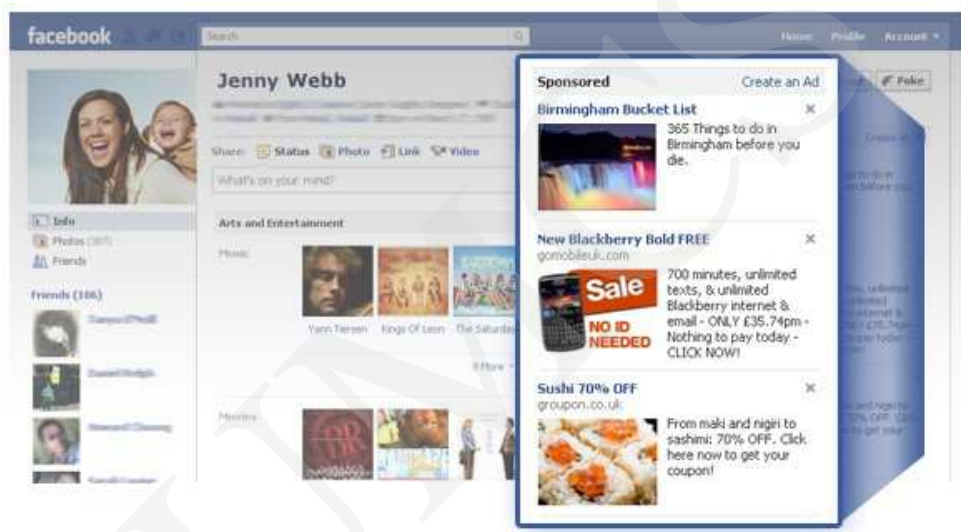 facebook
Search
Home Profile Account
Jenny Webb
Share: Status Photo Link Video
What's on your mind?
Info
Photos (307)
Friends
Friends (186)
Arts and Entertainment
Music
Yann Tiersen Kings Of Leon The Saturday
Movies
Poke
Sponsored Create an Ad
Birmingham Bucket List
365 Things to do in
Birmingham before you
die.
New Blackberry Bold FREE
gomobileuk.com
Sale
NO ID
NEEDED
700 minutes, unlimited
texts, & unlimited
Blackberry internet &
email - ONLY £35.74pm -
Nothing to pay today -
CLICK NOW!
Sushi 70% OFF
groupon.co.uk
From maki and nigiri to
sashimi: 70% OFF. Click
here now to get your
coupon!